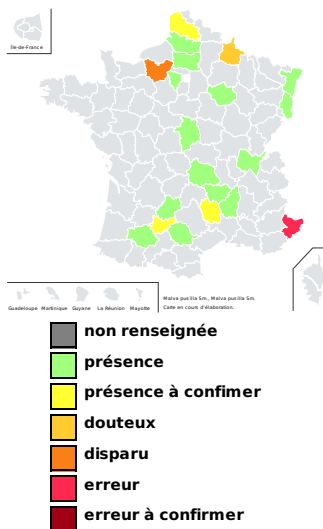 Île-de-France
Guadeloupe Martinique Guyane La Réunion Mayotte
Malva pusilla Sm., Malva pusilla Sm.
Carte en cours d'élaboration.
non renseignée
présence
présence à confimer
douteux
disparu
erreur
erreur à confirmer